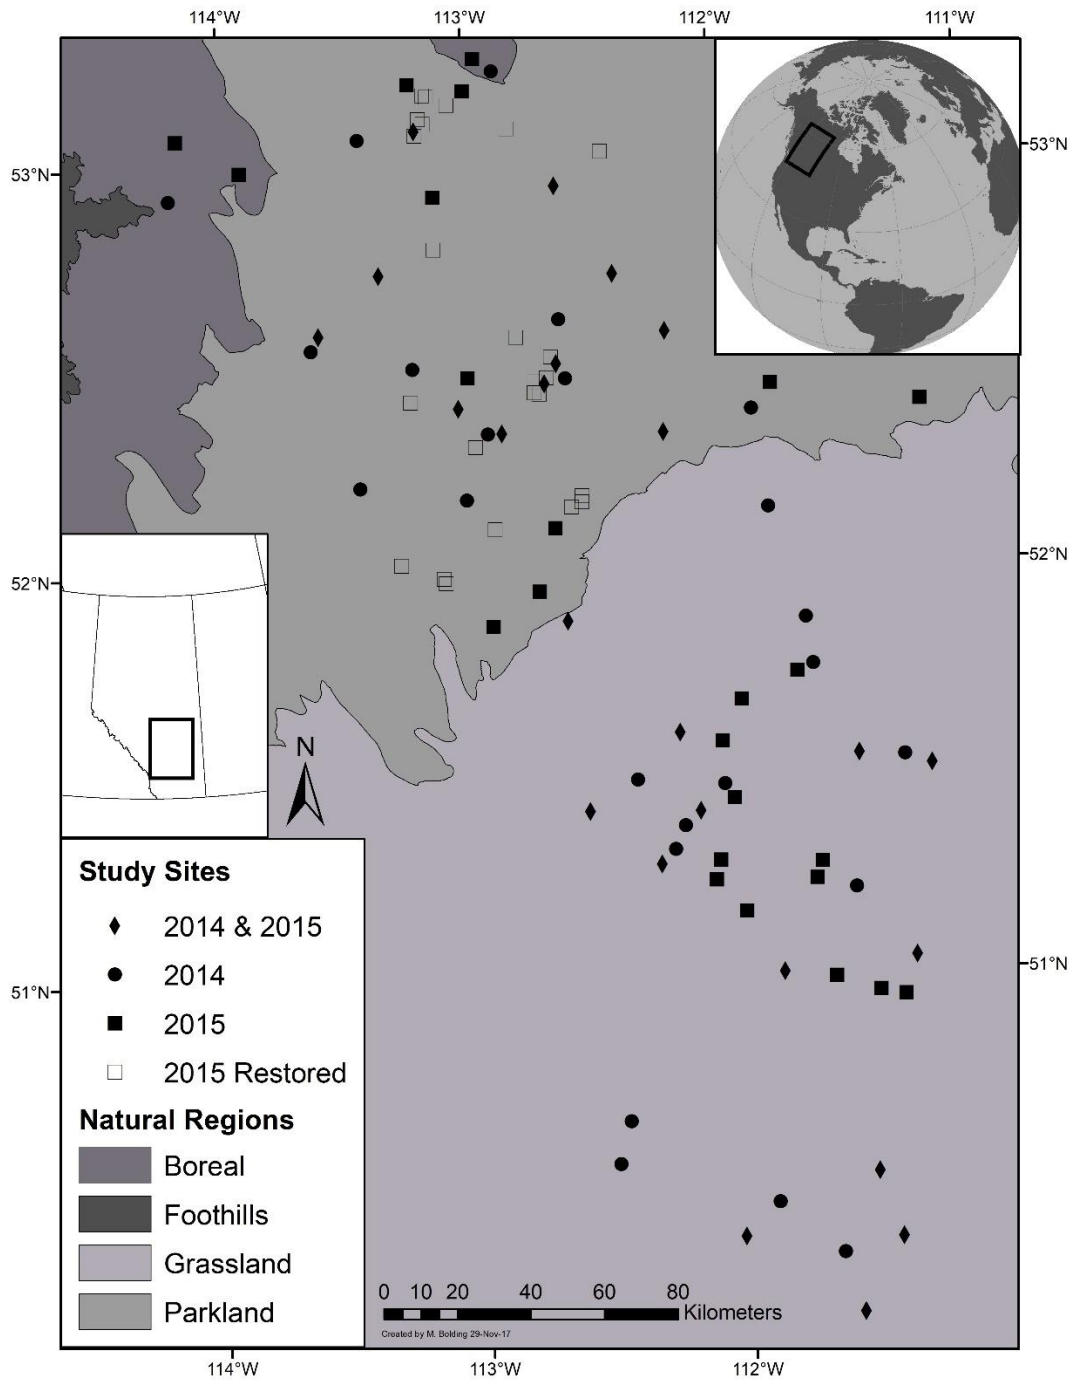 114°W 113°W 112°W 111°W
53°N
53°N
52°N
52°N
N
51°N
51°N
Study Sites
2014 & 2015
2014
2015
2015 Restored
Natural Regions
Boreal
Foothills
Grassland
Parkland
0 10 20 40 60 80
Kilometers
Created by M. Bolding 29-Nov-17
114°W 113°W 112°W